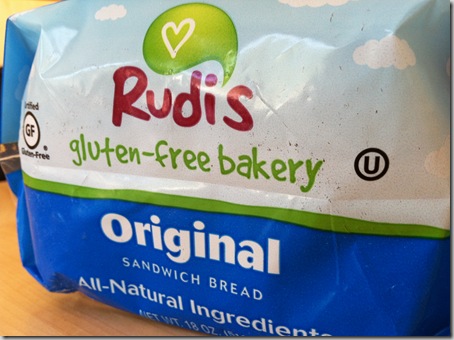 Rudi's
gluten-free bakery
Certified
GF
Gluten-Free
®
U
Original
SANDWICH BREAD
All-Natural Ingredients
NET WT. 18 OZ.